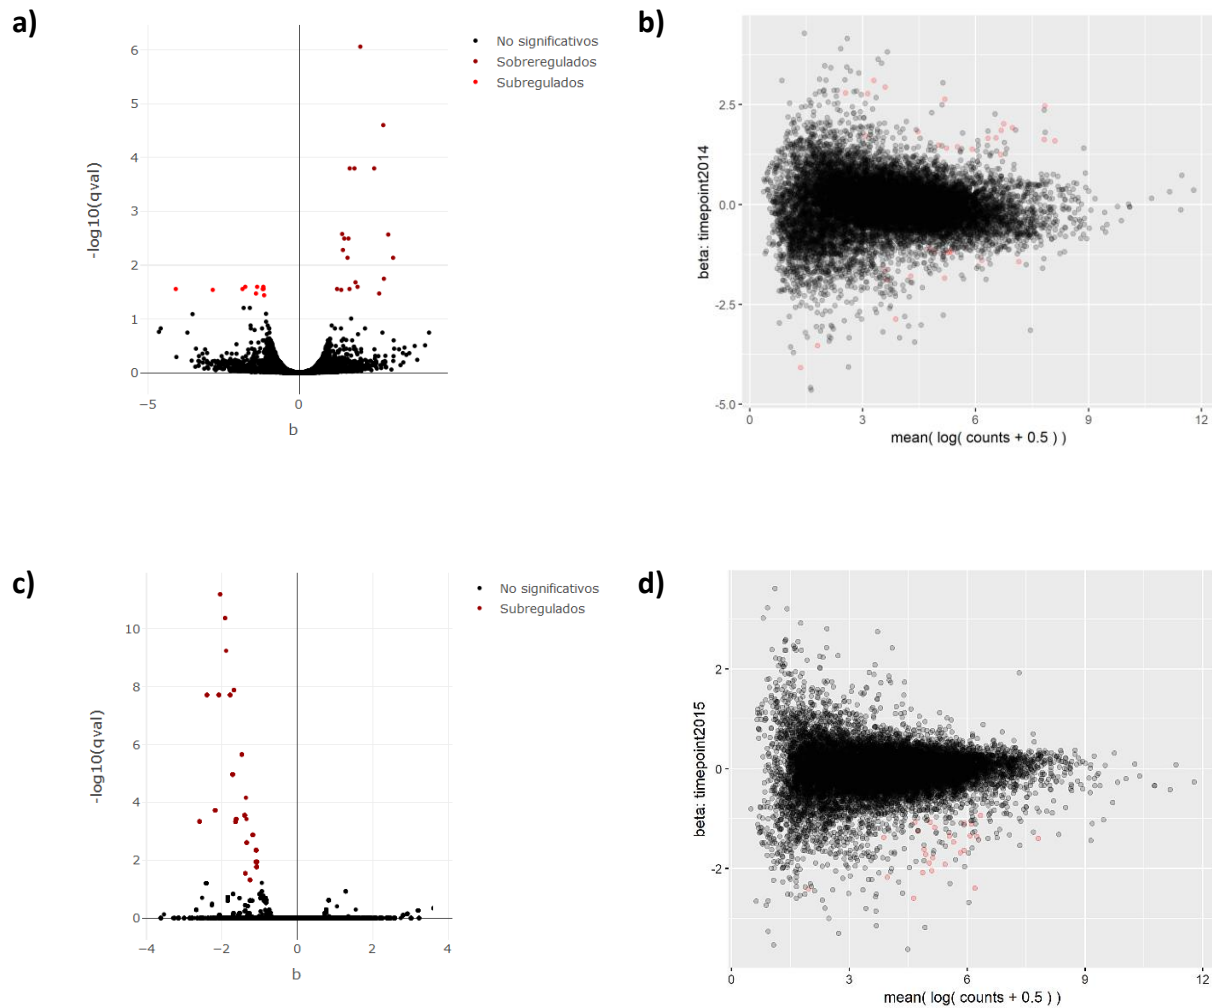 a)
No significativos
Sobreregulados
Subregulados
-log10(qval)
6
5
4
3
2
1
0
−5
0
b
b)
beta: timepoint2014
2.5
0.0
-2.5
-5.0
0
3
6
9
12
mean( log( counts + 0.5 ) )
c)
No significativos
Subregulados
-log10(qval)
10
8
6
4
2
0
−4
−2
0
2
4
b
d)
beta: timepoint2015
2
0
-2
0
3
6
9
12
mean( log( counts + 0.5 ) )